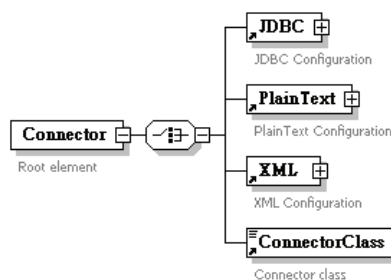 JDBC
JDBC Configuration
PlainText
PlainText Configuration
Connector
Root element
XML
XML Configuration
ConnectorClass
Connector class